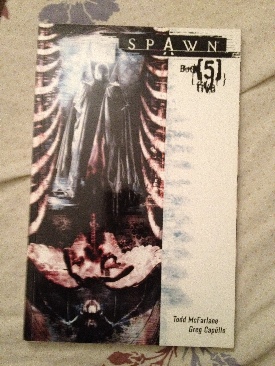 SPAWN
Book
{5}
five
Todd McFarlane
Greg Capullo